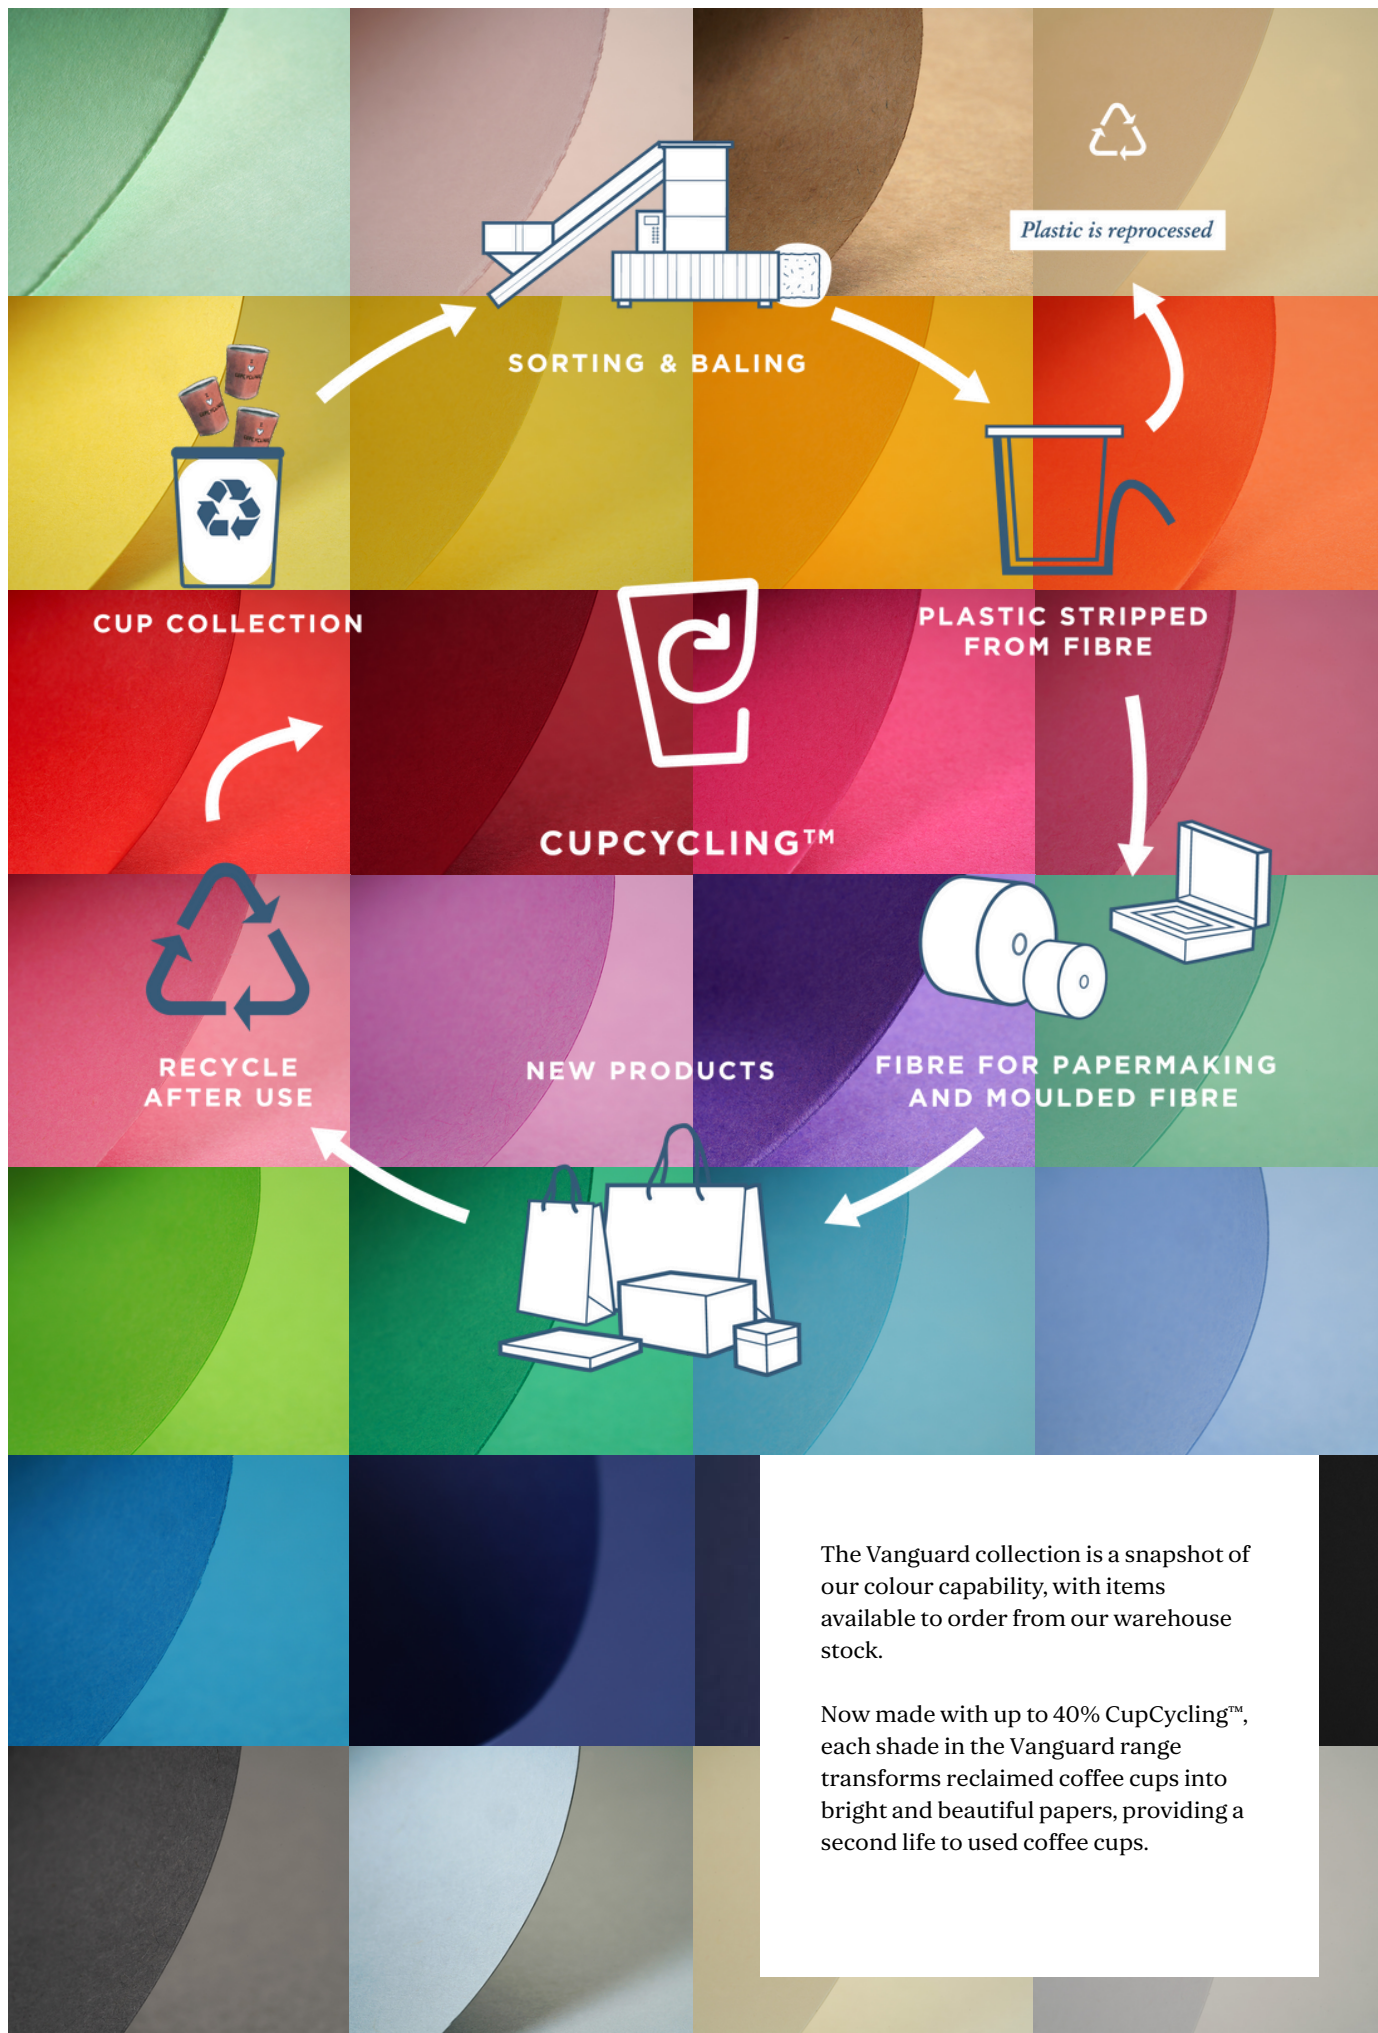 Plastic is reprocessed
SORTING & BALING
CUP COLLECTION
PLASTIC STRIPPED
FROM FIBRE
CUPCYCLING™
RECYCLE
AFTER USE
NEW PRODUCTS
FIBRE FOR PAPERMAKING
AND MOULDED FIBRE
The Vanguard collection is a snapshot of
our colour capability, with items
available to order from our warehouse
stock.
Now made with up to 40% CupCycling™,
each shade in the Vanguard range
transforms reclaimed coffee cups into
bright and beautiful papers, providing a
second life to used coffee cups.